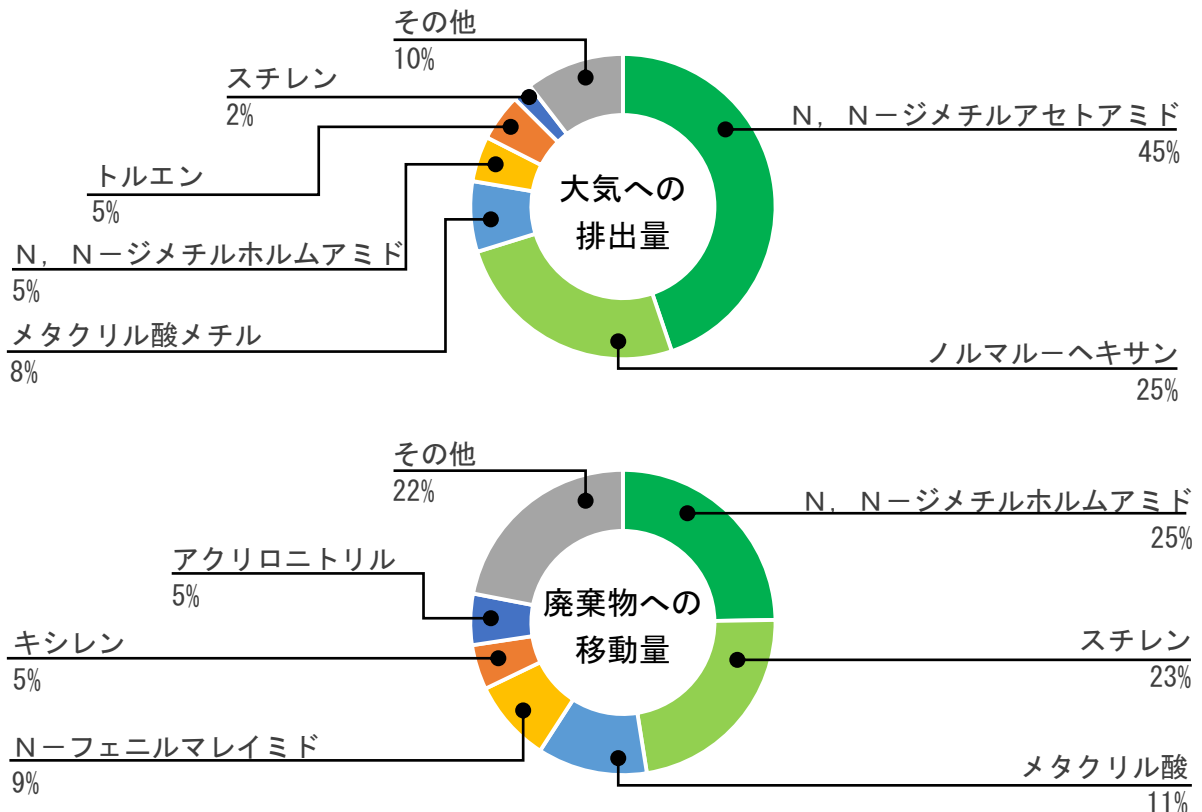 その他
10%
スチレン
2%
N，N－ジメチルアセトアミド
45%
トルエン
5%
大気への
排出量
N，N－ジメチルホルムアミド
5%
メタクリル酸メチル
8%
ノルマル－ヘキサン
25%
その他
22%
N，N－ジメチルホルムアミド
25%
アクリロニトリル
5%
廃棄物への
移動量
キシレン
5%
スチレン
23%
N－フェニルマレイミド
9%
メタクリル酸
11%